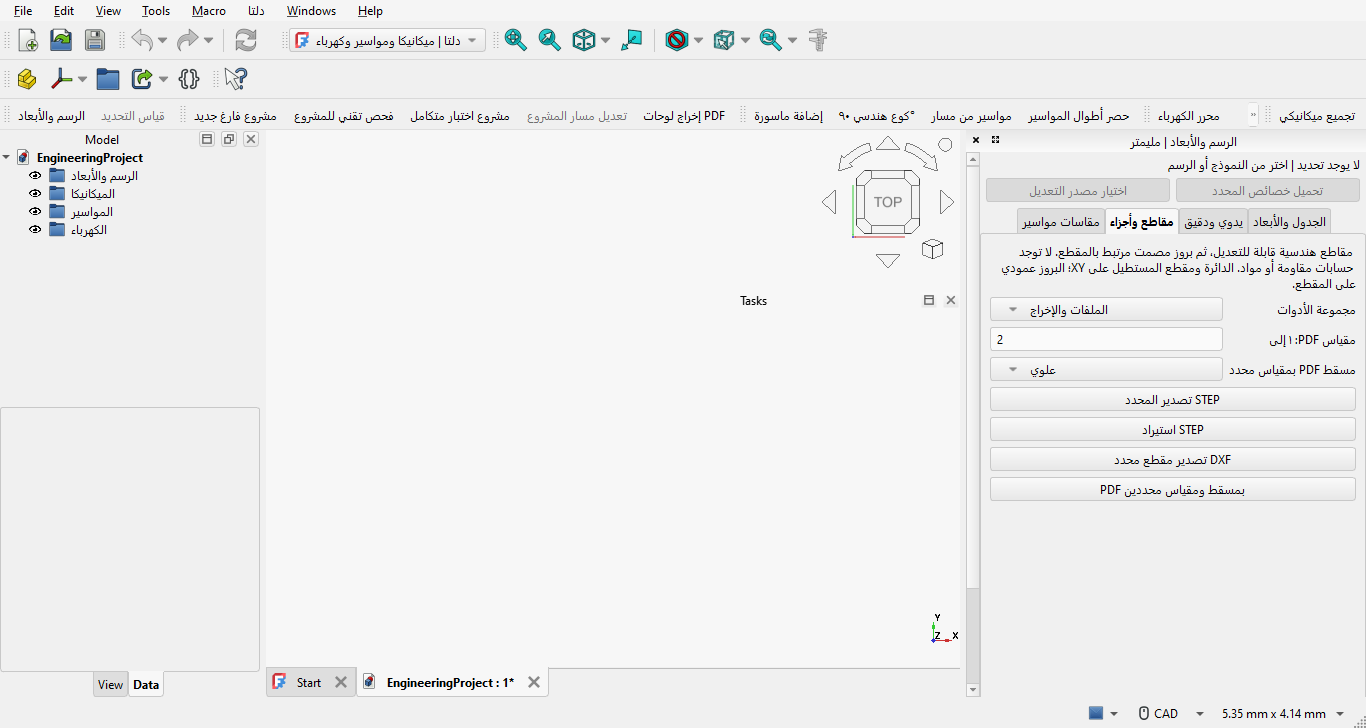 File Edit View Tools Macro دلتا Windows Help
دلتا | ميكانيكا ومواسير وكهرباء
الرسم والأبعاد قياس التحديد مشروع فارغ جديد مشروع اختبار متكامل فحص تقني للمشروع تعديل مسار المشروع PDF إخراج لوحات إضافة ماسورة كوع هندسي ٩٠° مواسير من مسار حصر أطوال المواسير محرر الكهرباء » تجميع ميكانيكي
Model
EngineeringProject
الرسم والأبعاد
الميكانيكا
المواسير
الكهرباء
View Data
TOP
Tasks
Y
Z X
Start EngineeringProject : 1*
الرسم والأبعاد | مليمتر
لا يوجد تحديد | اختر من النموذج أو الرسم
تحميل خصائص المحدد اختيار مصدر التعديل
الجدول والأبعاد يدوي ودقيق مقاطع وأجزاء مقاسات مواسير
مقاطع هندسية قابلة للتعديل، ثم بروز مصمت مرتبط بالمقطع. لا توجد
حسابات مقاومة أو مواد. الدائرة ومقطع المستطيل على XY؛ البروز عمودي
على المقطع.
مجموعة الأدوات الملفات والإخراج
مقياس PDF:١إلى 2
مسقط PDF بمقياس محدد علوي
STEP تصدير المحدد
STEP استيراد
DXF تصدير مقطع محدد
PDF بمسقط ومقياس محددين
CAD 5.35 mm x 4.14 mm